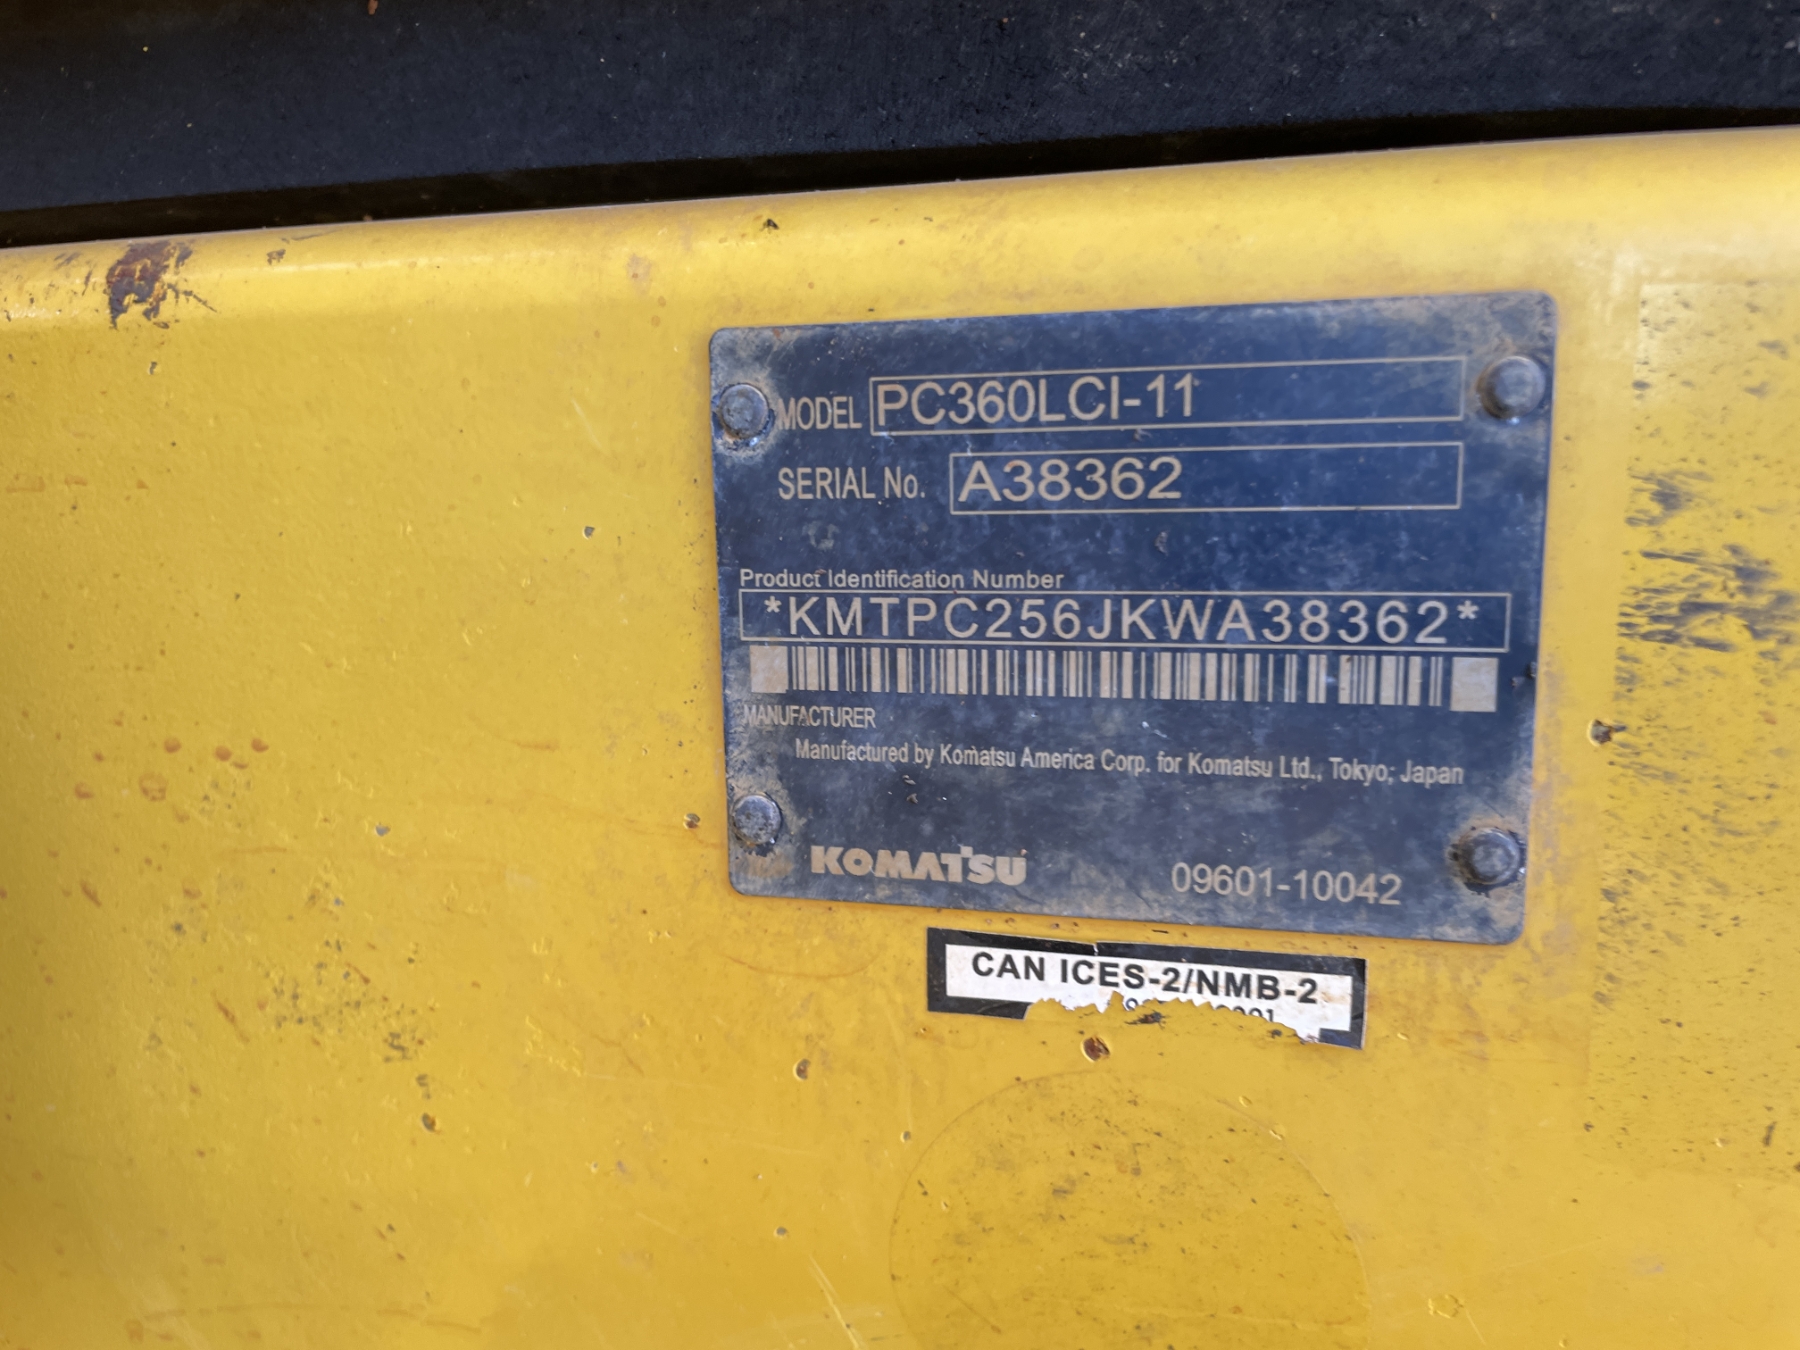 MODEL PC360LCI-11
SERIAL No. A38362
Product Identification Number
*KMTPC256JKWA38362*
MANUFACTURER
Manufactured by Komatsu America Corp. for Komatsu Ltd., Tokyo, Japan
KOMATSU 09601-10042
CAN ICES-2/NMB-2